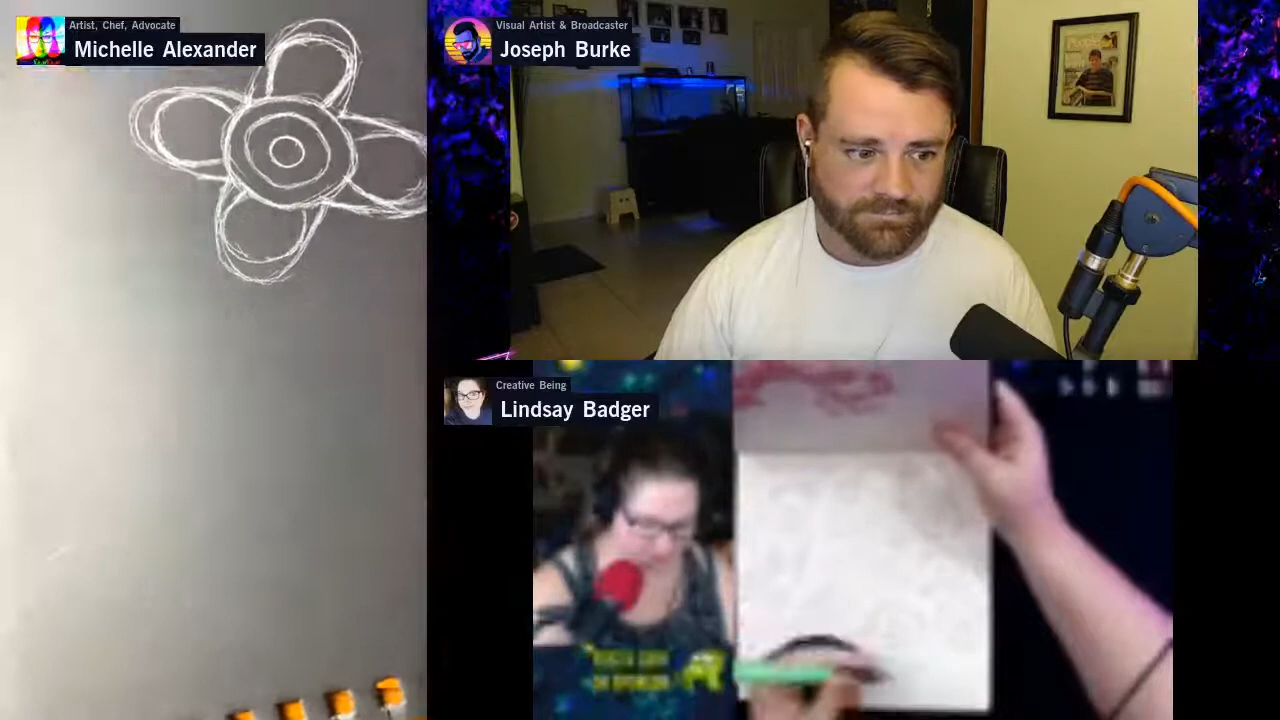 Artist, Chef, Advocate
Michelle Alexander
Visual Artist & Broadcaster
Joseph Burke
Creative Being
Lindsay Badger